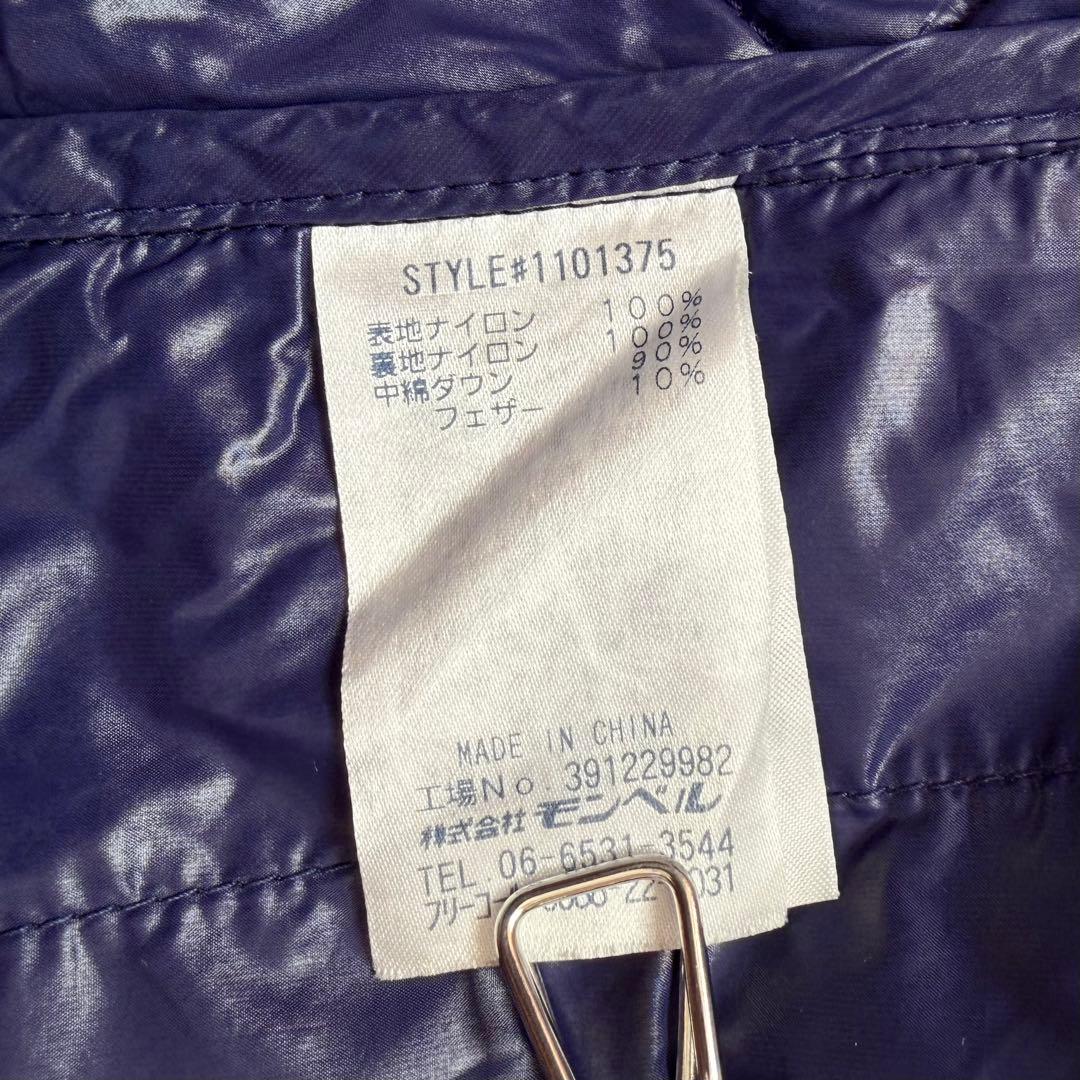 STYLE#1101375
表地ナイロン 100%
裏地ナイロン 100%
中綿ダウン 90%
フェザー 10%
MADE IN CHINA
工場No. 391229982
株式会社 モンベル
TEL. 06-6531-3544
031